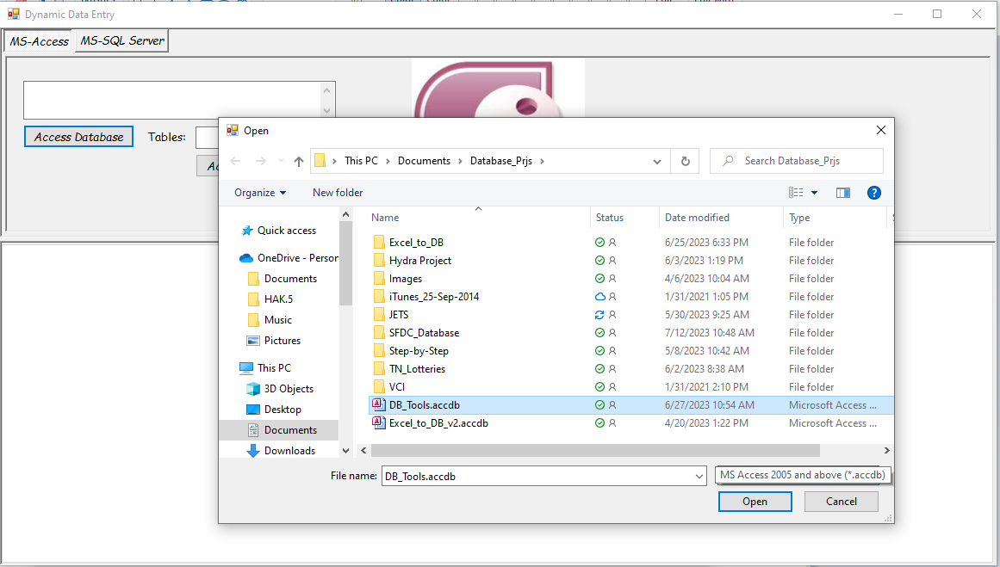 Dynamic Data Entry
MS-Access MS-SQL Server
Access Database Tables:
Open
This PC Documents Database_Prjs
Search Database_Prjs
Organize New folder
Name Status Date modified Type
Quick access
OneDrive - Person
Documents
HAK.5
Music
Pictures
This PC
3D Objects
Desktop
Documents
Downloads
Excel_to_DB 6/25/2023 6:33 PM File folder
Hydra Project 6/3/2023 1:19 PM File folder
Images 4/6/2023 10:04 AM File folder
iTunes_25-Sep-2014 1/31/2021 1:05 PM File folder
JETS 5/30/2023 9:25 AM File folder
SFDC_Database 7/12/2023 10:48 AM File folder
Step-by-Step 5/8/2023 10:42 AM File folder
TN_Lotteries 6/2/2023 8:38 AM File folder
VCI 1/31/2021 2:10 PM File folder
DB_Tools.accdb 6/27/2023 10:54 AM Microsoft Access ...
Excel_to_DB_v2.accdb 4/20/2023 1:22 PM Microsoft Access ...
File name: DB_Tools.accdb MS Access 2005 and above (*.accdb)
Open Cancel